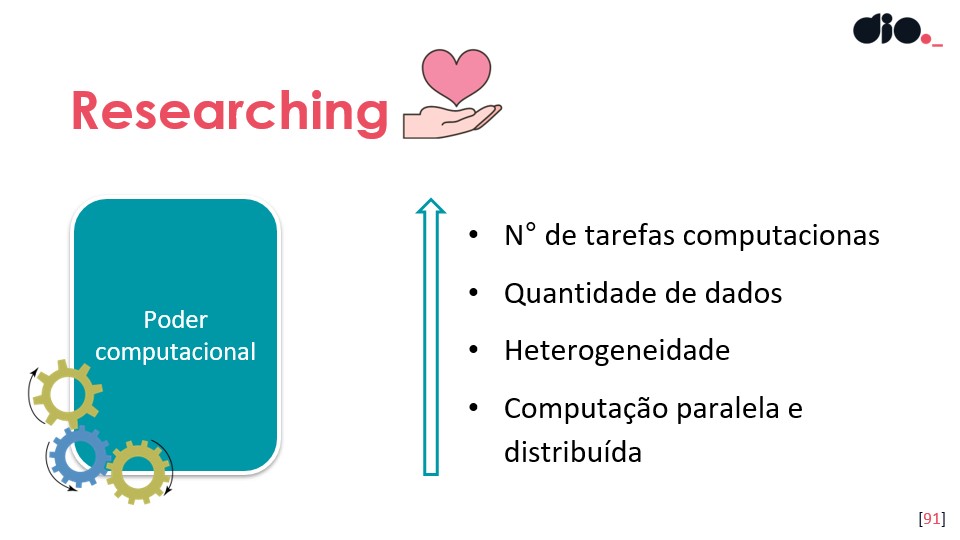 dio._
Researching
Poder
computacional
• N° de tarefas computacionas
• Quantidade de dados
• Heterogeneidade
• Computação paralela e
distribuída
[91]